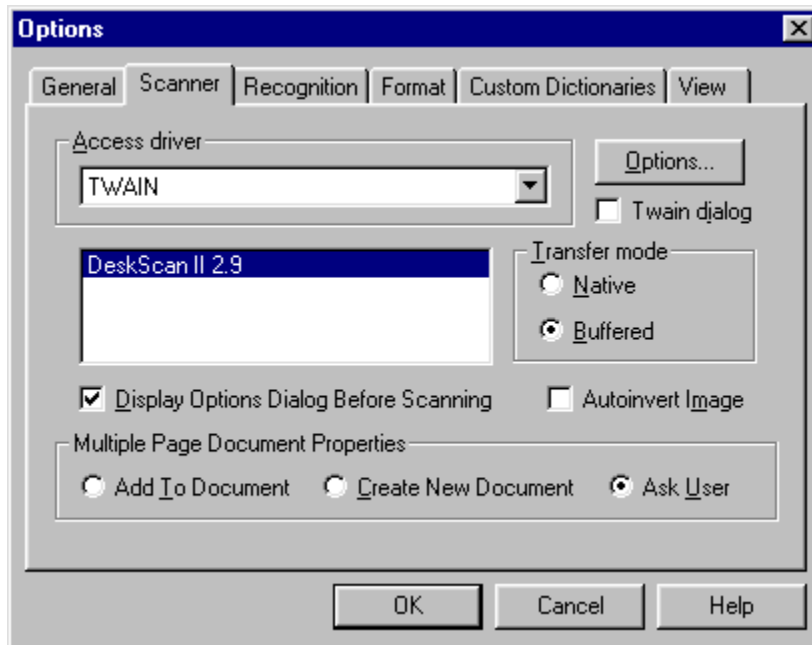 Options
General Scanner Recognition Format Custom Dictionaries View
Access driver
TWAIN
Options...
Twain dialog
DeskScan II 2.9
Transfer mode
Native
Buffered
Display Options Dialog Before Scanning
Autoinvert Image
Multiple Page Document Properties
Add To Document Create New Document Ask User
OK Cancel Help